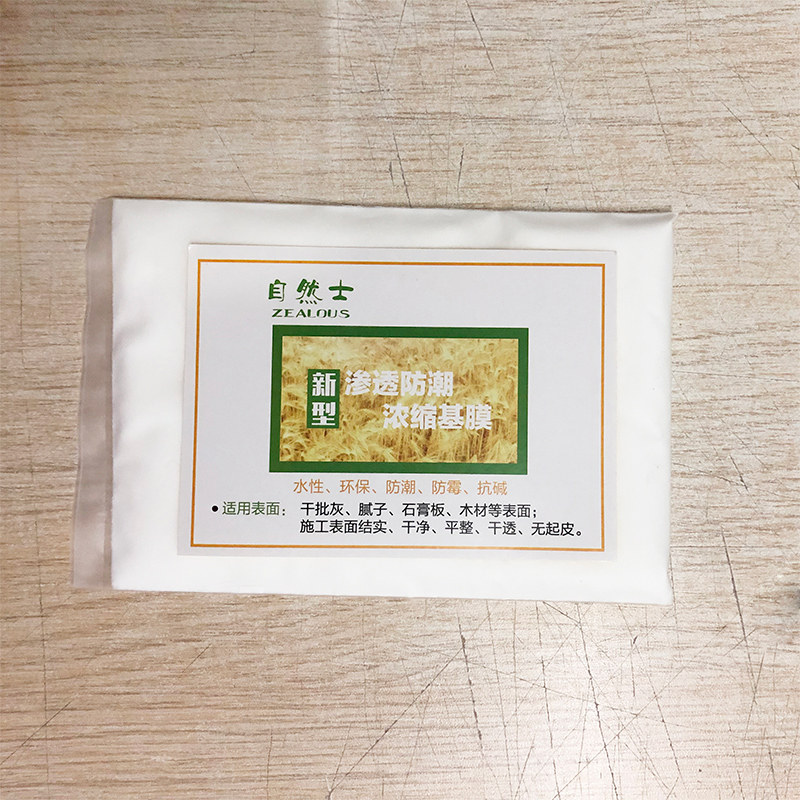 自然士
ZEALOUS
新型 渗透防潮
浓缩基膜
水性、环保、防潮、防霉、抗碱
• 适用表面： 干批灰、腻子、石膏板、木材等表面；
施工表面结实、干净、平整、干透、无起皮。